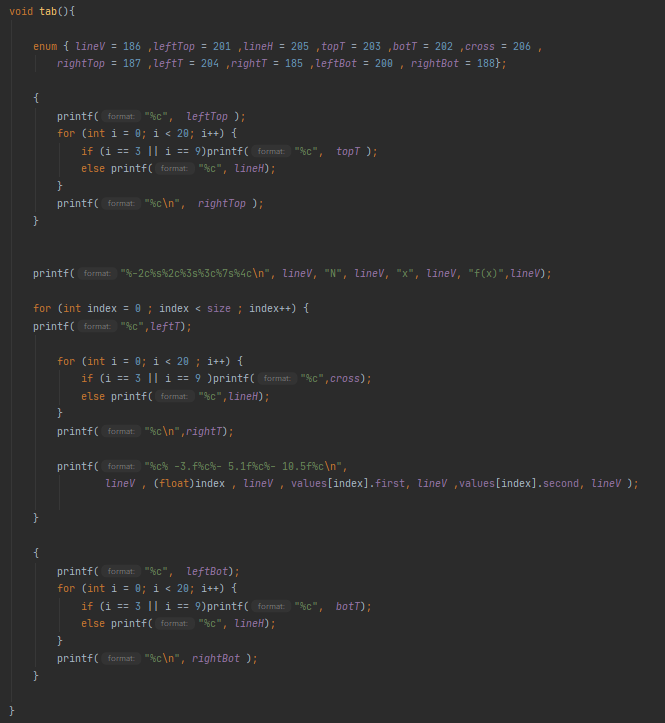 void tab(){
enum { lineV = 186 ,leftTop = 201 ,lineH = 205 ,topT = 203 ,botT = 202 ,cross = 206 ,
rightTop = 187 ,leftT = 204 ,rightT = 185 ,leftBot = 200 , rightBot = 188};
{
printf( format: "%c",  leftTop );
for (int i = 0; i < 20; i++) {
if (i == 3 || i == 9)printf( format: "%c",  topT );
else printf( format: "%c", lineH);
}
printf( format: "%c\n",  rightTop );
}
printf( format: "%-2c%s%2c%3s%3c%7s%4c\n", lineV, "N", lineV, "x", lineV, "f(x)",lineV);
for (int index = 0 ; index < size ; index++) {
printf( format: "%c",leftT);
for (int i = 0; i < 20 ; i++) {
if (i == 3 || i == 9 )printf( format: "%c",cross);
else printf( format: "%c",lineH);
}
printf( format: "%c\n",rightT);
printf( format: "%c% -3.f%c%- 5.1f%c%- 10.5f%c\n",
lineV , (float)index , lineV , values[index].first, lineV ,values[index].second, lineV );
}
{
printf( format: "%c",  leftBot);
for (int i = 0; i < 20; i++) {
if (i == 3 || i == 9)printf( format: "%c",  botT);
else printf( format: "%c", lineH);
}
printf( format: "%c\n", rightBot );
}
}